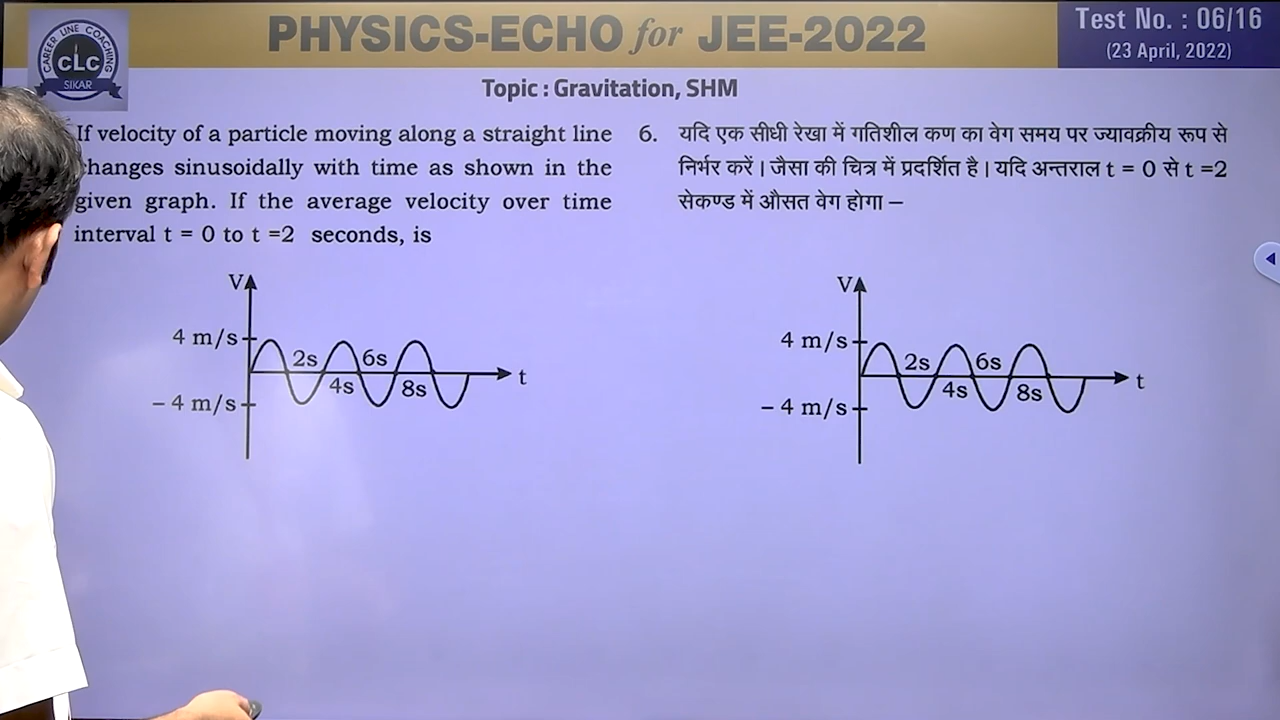 CAREER LINE COACHING
CLC
SIKAR
PHYSICS-ECHO for JEE-2022
Test No. : 06/16
(23 April, 2022)
Topic : Gravitation, SHM
If velocity of a particle moving along a straight line
changes sinusoidally with time as shown in the
given graph. If the average velocity over time
interval t = 0 to t =2 seconds, is
V
4 m/s
2s
6s
4s
8s
t
– 4 m/s
6. यदि एक सीधी रेखा में गतिशील कण का वेग समय पर ज्यावक्रीय रूप से
निर्भर करें। जैसा की चित्र में प्रदर्शित है। यदि अन्तराल t = 0 से t =2
सेकण्ड में औसत वेग होगा –
V
4 m/s
2s
6s
4s
8s
t
– 4 m/s